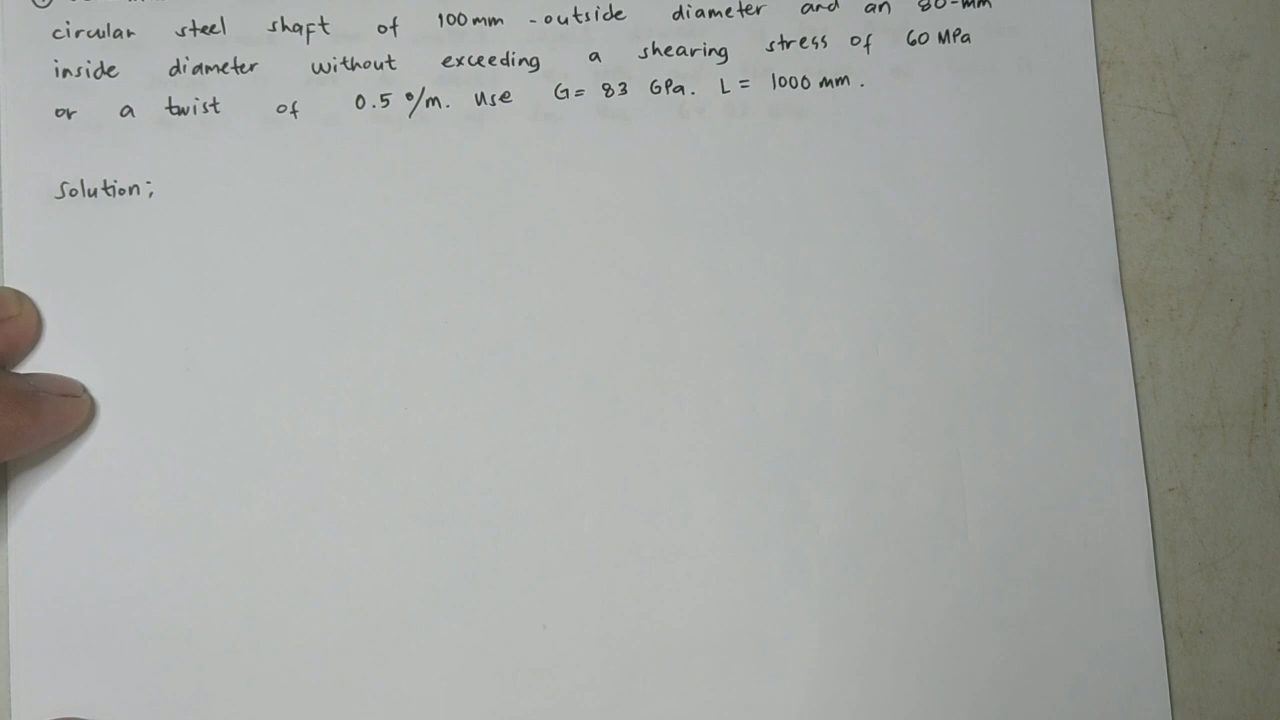 circular steel shaft of 100mm - outside diameter and an 80-mm
inside diameter without exceeding a shearing stress of 60 MPa
or a twist of 0.5 °/m. use G= 83 GPa. L = 1000 mm.
Solution;